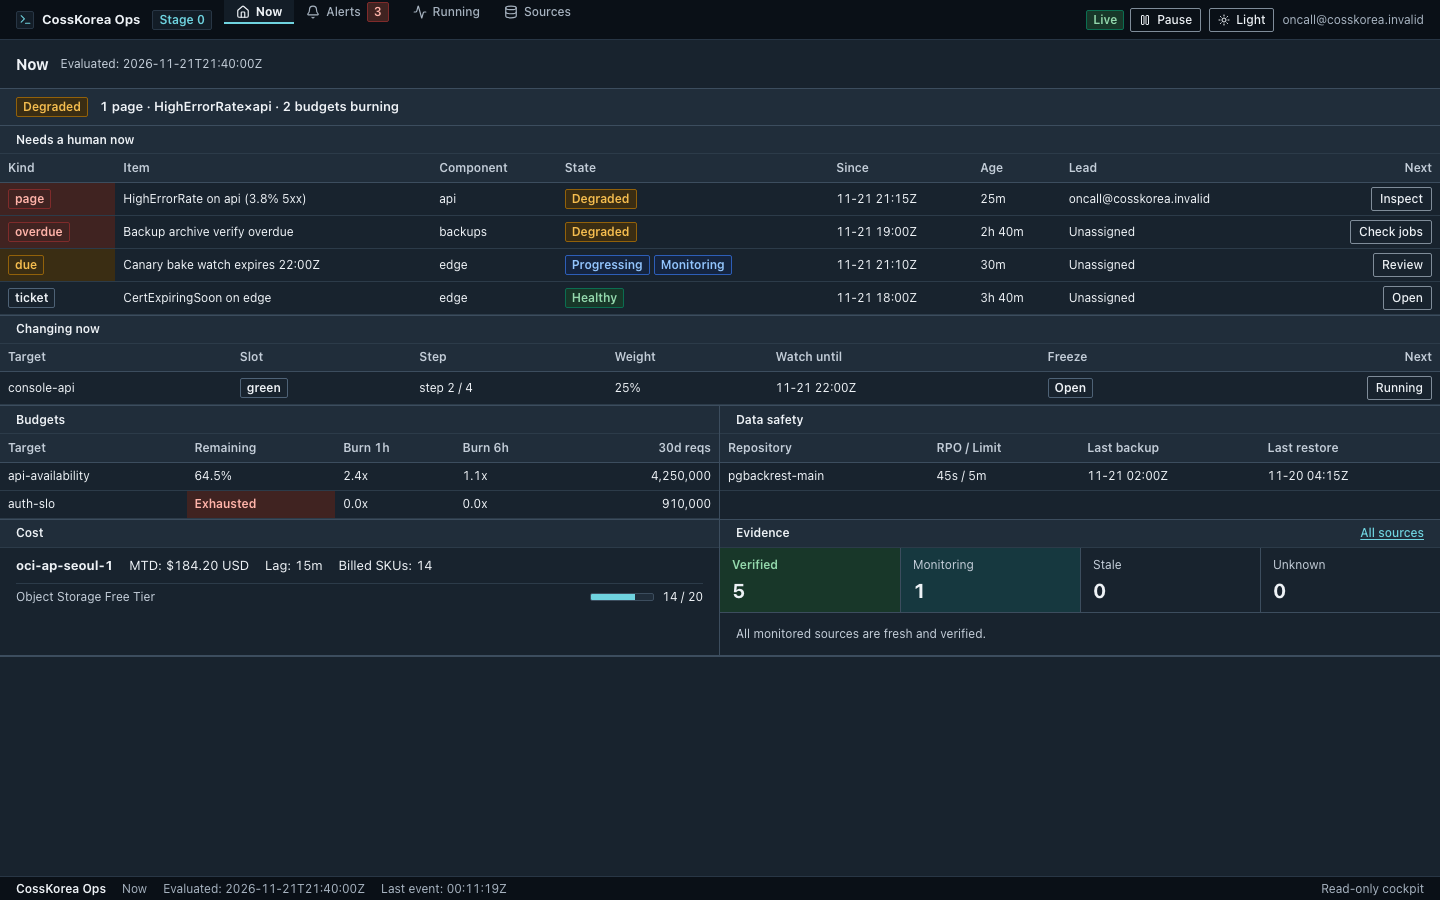 CossKorea Ops Stage 0 Now Alerts 3 Running Sources Live Pause Light oncall@cosskorea.invalid
Now Evaluated: 2026-11-21T21:40:00Z
Degraded 1 page · HighErrorRate×api · 2 budgets burning
Needs a human now
Kind Item Component State Since Age Lead Next
page HighErrorRate on api (3.8% 5xx) api Degraded 11-21 21:15Z 25m oncall@cosskorea.invalid Inspect
overdue Backup archive verify overdue backups Degraded 11-21 19:00Z 2h 40m Unassigned Check jobs
due Canary bake watch expires 22:00Z edge Progressing Monitoring 11-21 21:10Z 30m Unassigned Review
ticket CertExpiringSoon on edge edge Healthy 11-21 18:00Z 3h 40m Unassigned Open
Changing now
Target Slot Step Weight Watch until Freeze Next
console-api green step 2 / 4 25% 11-21 22:00Z Open Running
Budgets
Target Remaining Burn 1h Burn 6h 30d reqs
api-availability 64.5% 2.4x 1.1x 4,250,000
auth-slo Exhausted 0.0x 0.0x 910,000
Data safety
Repository RPO / Limit Last backup Last restore
pgbackrest-main 45s / 5m 11-21 02:00Z 11-20 04:15Z
Cost
oci-ap-seoul-1 MTD: $184.20 USD Lag: 15m Billed SKUs: 14
Object Storage Free Tier 14 / 20
Evidence All sources
Verified Monitoring Stale Unknown
5 1 0 0
All monitored sources are fresh and verified.
CossKorea Ops Now Evaluated: 2026-11-21T21:40:00Z Last event: 00:11:19Z Read-only cockpit